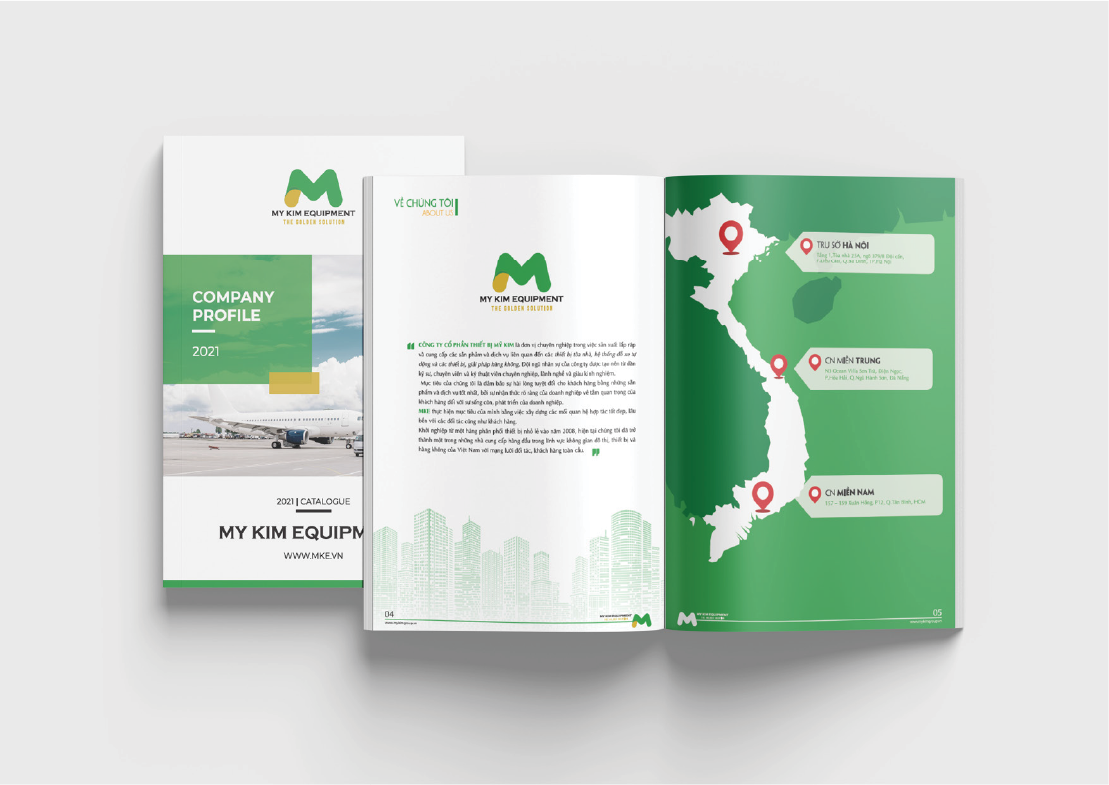 MY KIM EQUIPMENT
THE GOLDEN SOLUTION
COMPANY
PROFILE
2021
2021 | CATALOGUE
MY KIM EQUIPM
WWW.MKE.VN
VỀ CHÚNG TÔI
ABOUT US
MY KIM EQUIPMENT
THE GOLDEN SOLUTION
CÔNG TY CỔ PHẦN THIẾT BỊ MỸ KIM là đơn vị chuyên nghiệp trong việc sản xuất lắp ráp
và cung cấp các sản phẩm và dịch vụ liên quan đến các thiết bị tòa nhà, hệ thống đỗ xe tự
động và các thiết bị, giải pháp hàng không. Đội ngũ nhân sự của công ty được tạo nên từ dàn
kỹ sư, chuyên viên và kỹ thuật viên chuyên nghiệp, lành nghề và giàu kinh nghiệm.
Mục tiêu của chúng tôi là đảm bảo sự hài lòng tuyệt đối cho khách hàng bằng những sản
phẩm và dịch vụ tốt nhất, bởi sự nhận thức rõ ràng của doanh nghiệp về tầm quan trọng của
khách hàng đối với sự sống còn, phát triển của doanh nghiệp.
MKE thực hiện mục tiêu của mình bằng việc xây dựng các mối quan hệ hợp tác tốt đẹp, lâu
bền với các đối tác cũng như khách hàng.
Khởi nghiệp từ một hãng phân phối thiết bị nhỏ lẻ vào năm 2008, hiện tại chúng tôi đã trở
thành một trong những nhà cung cấp hàng đầu trong lĩnh vực không gian đô thị, thiết bị và
hàng không của Việt Nam với mạng lưới đối tác, khách hàng toàn cầu.
04
MY KIM EQUIPMENT
TRỤ SỞ HÀ NỘI
CN MIỀN TRUNG
CN MIỀN NAM
MY KIM EQUIPMENT
05